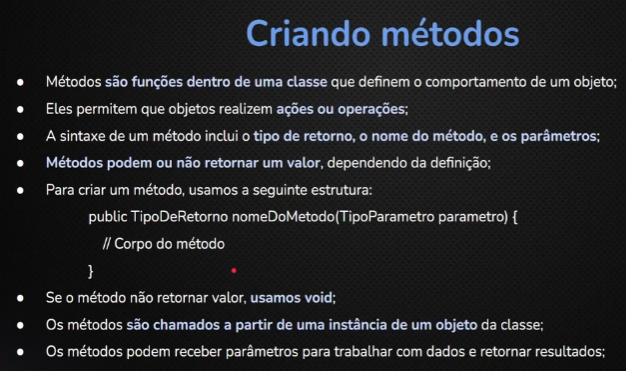 Criando métodos
● Métodos são funções dentro de uma classe que definem o comportamento de um objeto;
● Eles permitem que objetos realizem ações ou operações;
● A sintaxe de um método inclui o tipo de retorno, o nome do método, e os parâmetros;
● Métodos podem ou não retornar um valor, dependendo da definição;
● Para criar um método, usamos a seguinte estrutura:
public TipoDeRetorno nomeDoMetodo(TipoParametro parametro) {
// Corpo do método
}
● Se o método não retornar valor, usamos void;
● Os métodos são chamados a partir de uma instância de um objeto da classe;
● Os métodos podem receber parâmetros para trabalhar com dados e retornar resultados;